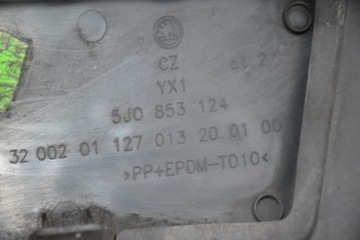 CZ
YX1
5J0 853 124
32 002 01 127 013 20 01 00
>PP+EPDM-TD10<